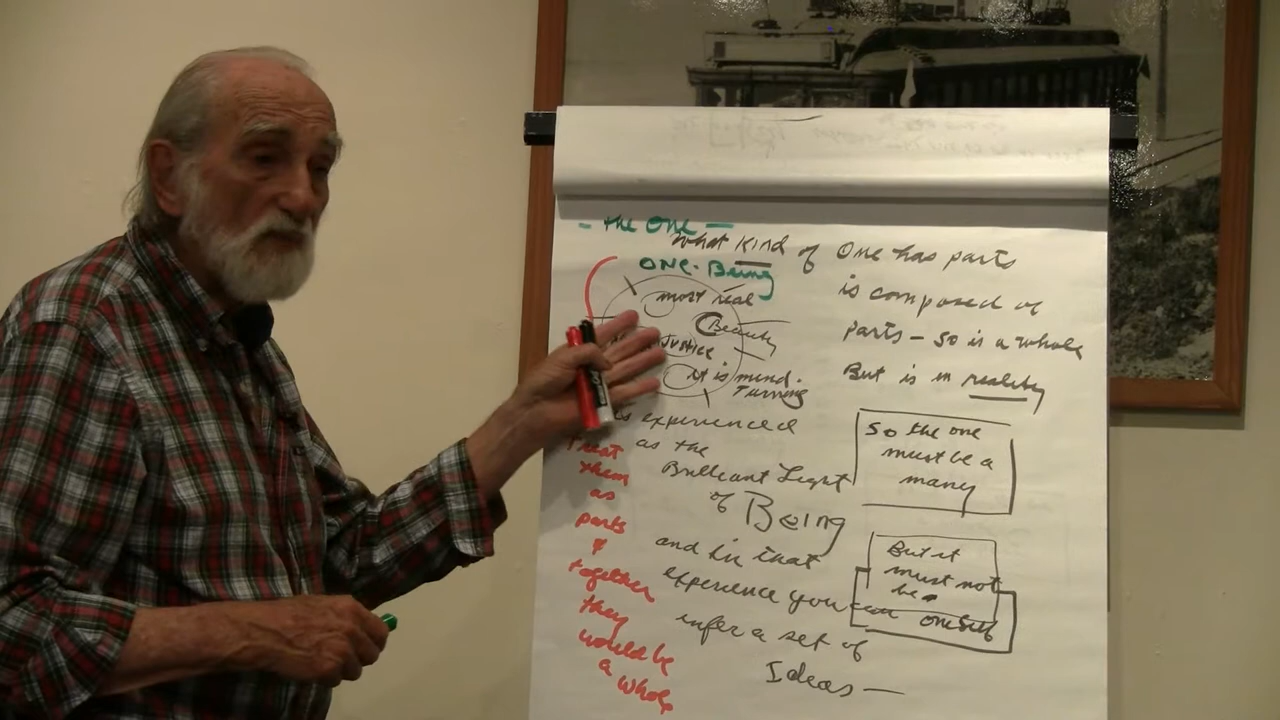 - the One -
What kind of One has parts
ONE. Being
is composed of
most real
parts - so is a whole
Beauty
Justice
But is in reality
it is mind.
Turning
is experienced
as the
Brilliant Light
of Being
and in that
experience you can
infer a set of
Ideas -
So the one
must be a
many
But it
must not
be
oneself
treat
them
as
parts
&
together
they
would be
a whole